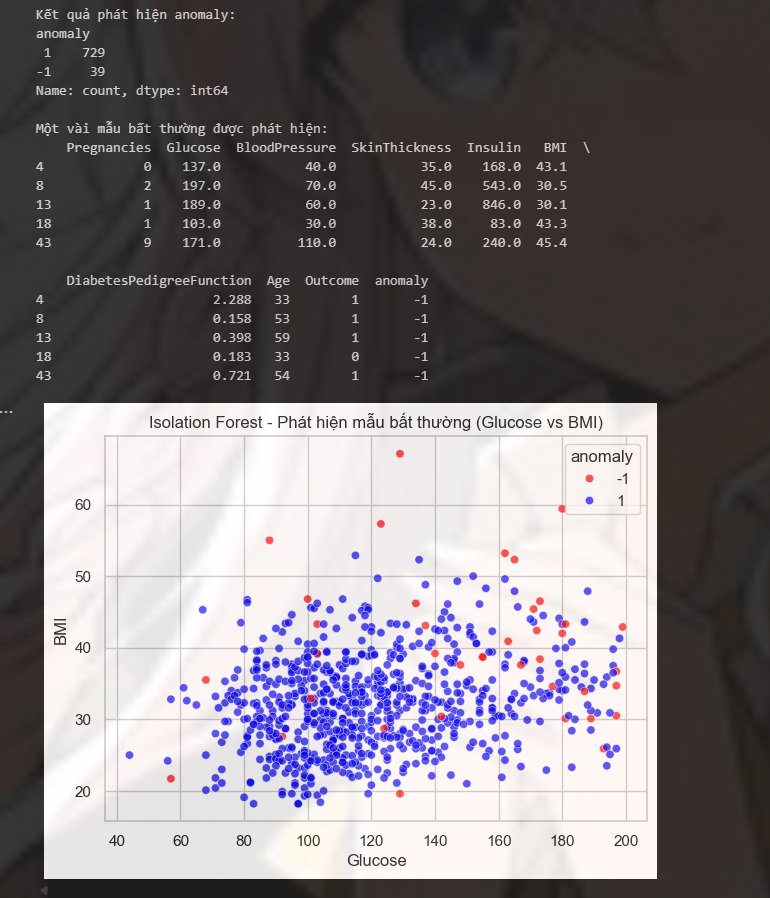 Kết quả phát hiện anomaly:
anomaly
1 729
-1 39
Name: count, dtype: int64
Một vài mẫu bất thường được phát hiện:
Pregnancies Glucose BloodPressure SkinThickness Insulin BMI \
4 0 137.0 40.0 35.0 168.0 43.1
8 2 197.0 70.0 45.0 543.0 30.5
13 1 189.0 60.0 23.0 846.0 30.1
18 1 103.0 30.0 38.0 83.0 43.3
43 9 171.0 110.0 24.0 240.0 45.4
DiabetesPedigreeFunction Age Outcome anomaly
4 2.288 33 1 -1
8 0.158 53 1 -1
13 0.398 59 1 -1
18 0.183 33 0 -1
43 0.721 54 1 -1
...
Isolation Forest - Phát hiện mẫu bất thường (Glucose vs BMI)
anomaly
-1
1
60
50
40
30
20
BMI
40 60 80 100 120 140 160 180 200
Glucose